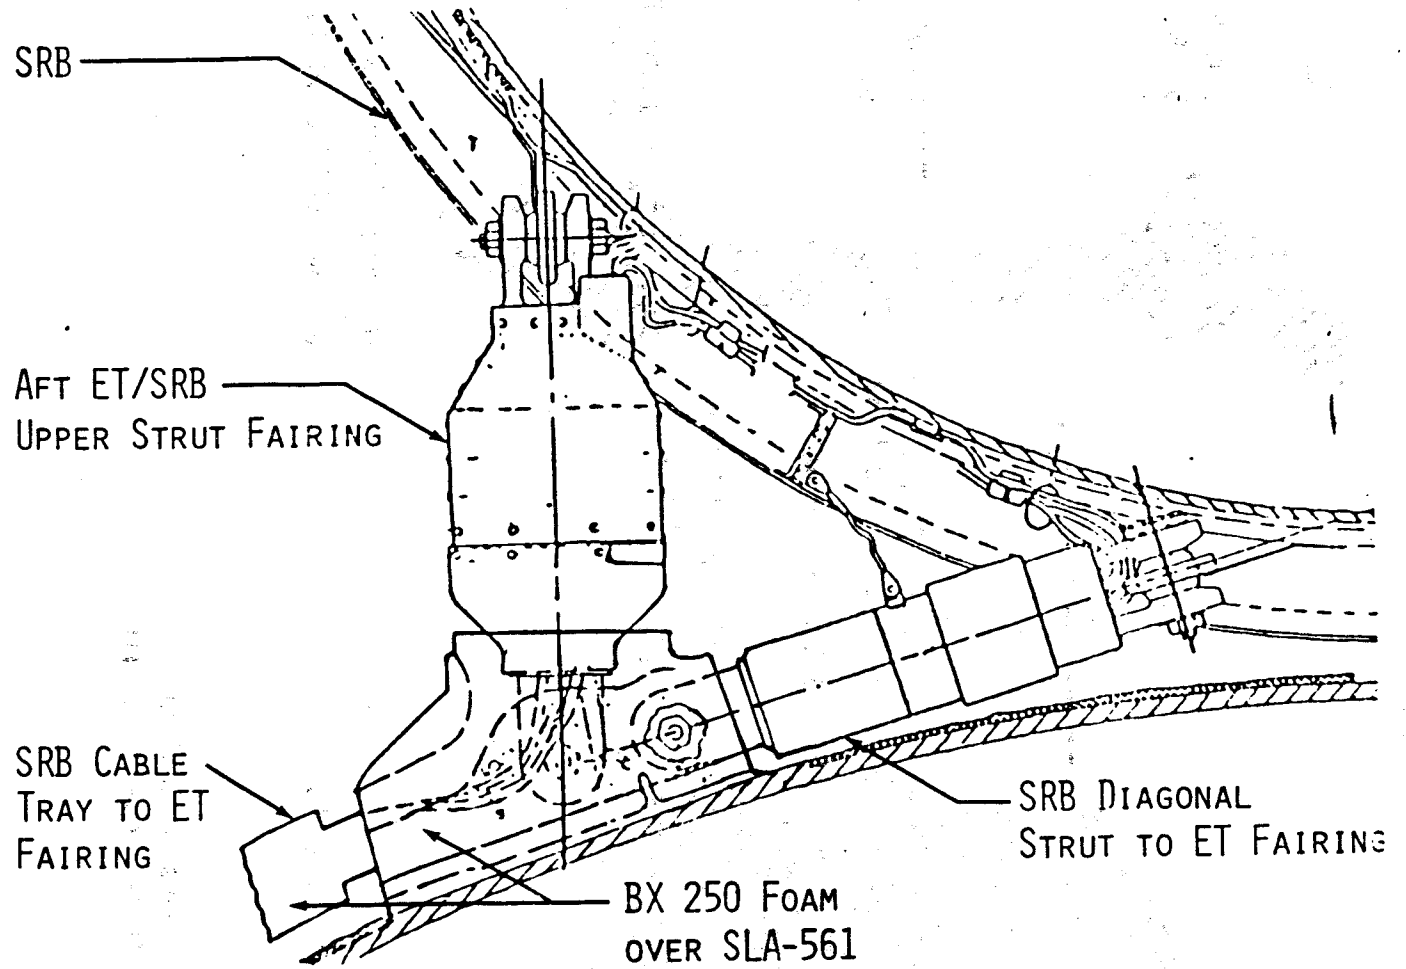 SRB
AFT ET/SRB
UPPER STRUT FAIRING
SRB CABLE
TRAY TO ET
FAIRING
SRB DIAGONAL
STRUT TO ET FAIRING
BX 250 FOAM
OVER SLA-561